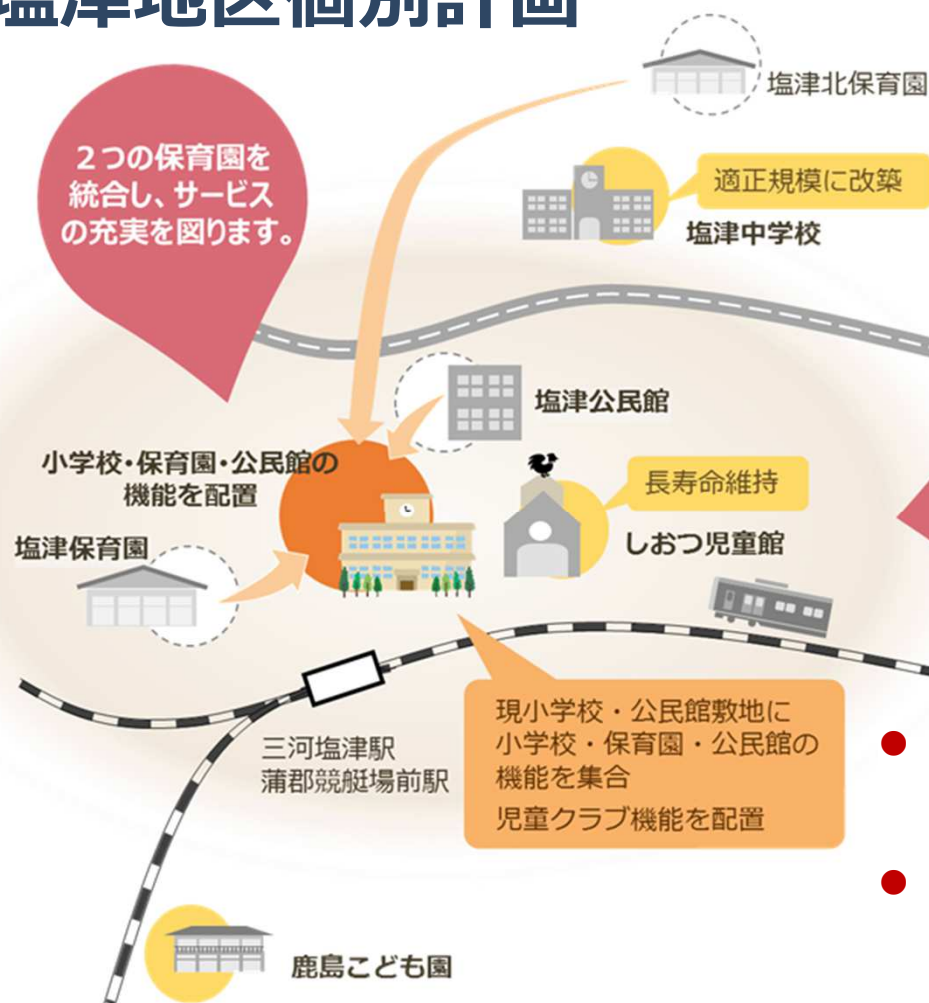 塩津地区個別計画
塩津北保育園
2つの保育園を
統合し、サービス
の充実を図ります。
適正規模に改築
塩津中学校
塩津公民館
小学校・保育園・公民館の
機能を配置
長寿命維持
しおつ児童館
塩津保育園
現小学校・公民館敷地に
小学校・保育園・公民館の
機能を集合
児童クラブ機能を配置
三河塩津駅
蒲郡競艇場前駅
鹿島こども園